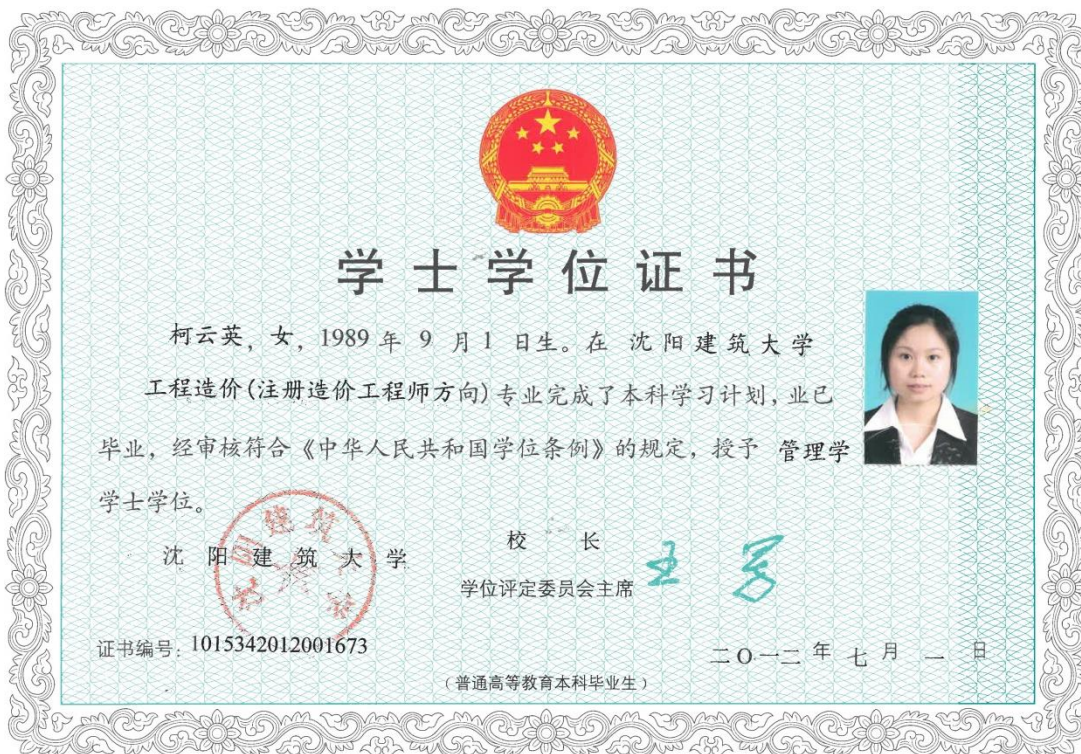 学士学位证书
柯云英, 女, 1989 年 9 月 1 日生。在 沈阳建筑大学
工程造价(注册造价工程师方向)专业完成了本科学习计划, 业已
毕业, 经审核符合《中华人民共和国学位条例》的规定, 授予 管理学
学士学位。
沈阳建筑大学
校 长
学位评定委员会主席
证书编号: 1015342012001673
二〇一二 年 七 月 一 日
(普通高等教育本科毕业生)